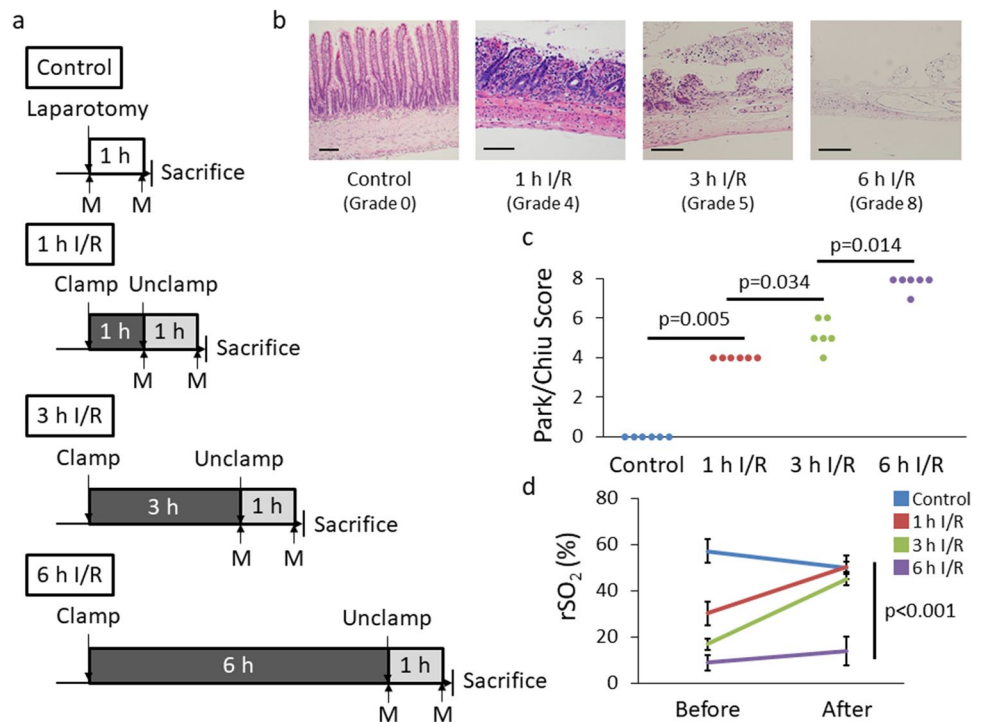 a
Control
Laparotomy
1 h
Sacrifice
M M
1 h I/R
Clamp Unclamp
1 h 1 h
Sacrifice
M M
3 h I/R
Clamp Unclamp
3 h 1 h
Sacrifice
M M
6 h I/R
Clamp Unclamp
6 h 1 h
Sacrifice
M M
b
Control 1 h I/R 3 h I/R 6 h I/R
(Grade 0) (Grade 4) (Grade 5) (Grade 8)
c
Park/Chiu Score
8
6
4
2
0
p=0.005
p=0.034
p=0.014
Control 1 h I/R 3 h I/R 6 h I/R
d
rSO₂ (%)
80
60
40
20
0
Control
1 h I/R
3 h I/R
6 h I/R
p<0.001
Before After